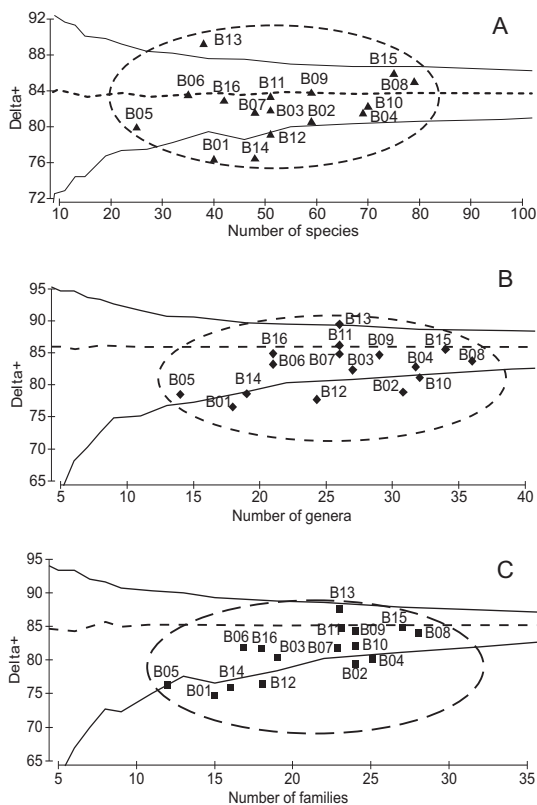 A
92
88
84
80
76
72
Delta+
B13
B15
B08
B06
B16
B11
B09
B07
B03
B02
B10
B04
B05
B12
B01
B14
10 20 30 40 50 60 70 80 90 100
Number of species
B
95
90
85
80
75
70
65
Delta+
B13
B16
B11
B09
B15
B06
B07
B03
B04
B08
B05
B14
B01
B12
B02
B10
5 10 15 20 25 30 35 40
Number of genera
C
95
90
85
80
75
70
65
Delta+
B13
B15
B06
B16
B11
B09
B08
B03
B07
B10
B05
B14
B01
B12
B02
B04
5 10 15 20 25 30 35
Number of families